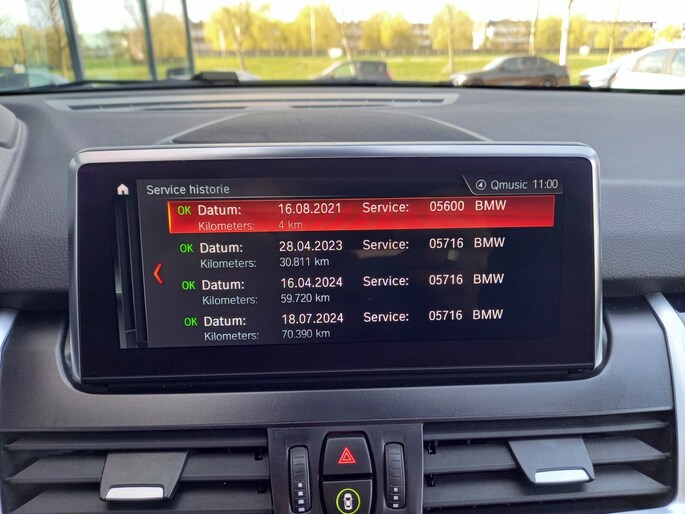 Service historie
Qmusic 11:00
OK Datum: 16.08.2021 Service: 05600 BMW
Kilometers: 4 km
OK Datum: 28.04.2023 Service: 05716 BMW
Kilometers: 30.811 km
OK Datum: 16.04.2024 Service: 05716 BMW
Kilometers: 59.720 km
OK Datum: 18.07.2024 Service: 05716 BMW
Kilometers: 70.390 km